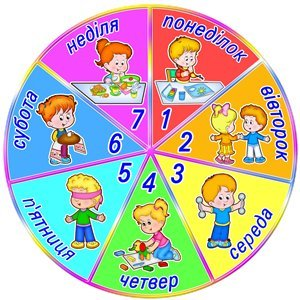 понеділок
1
вівторок
2
середа
3
четвер
4
п'ятниця
5
субота
6
неділя
7